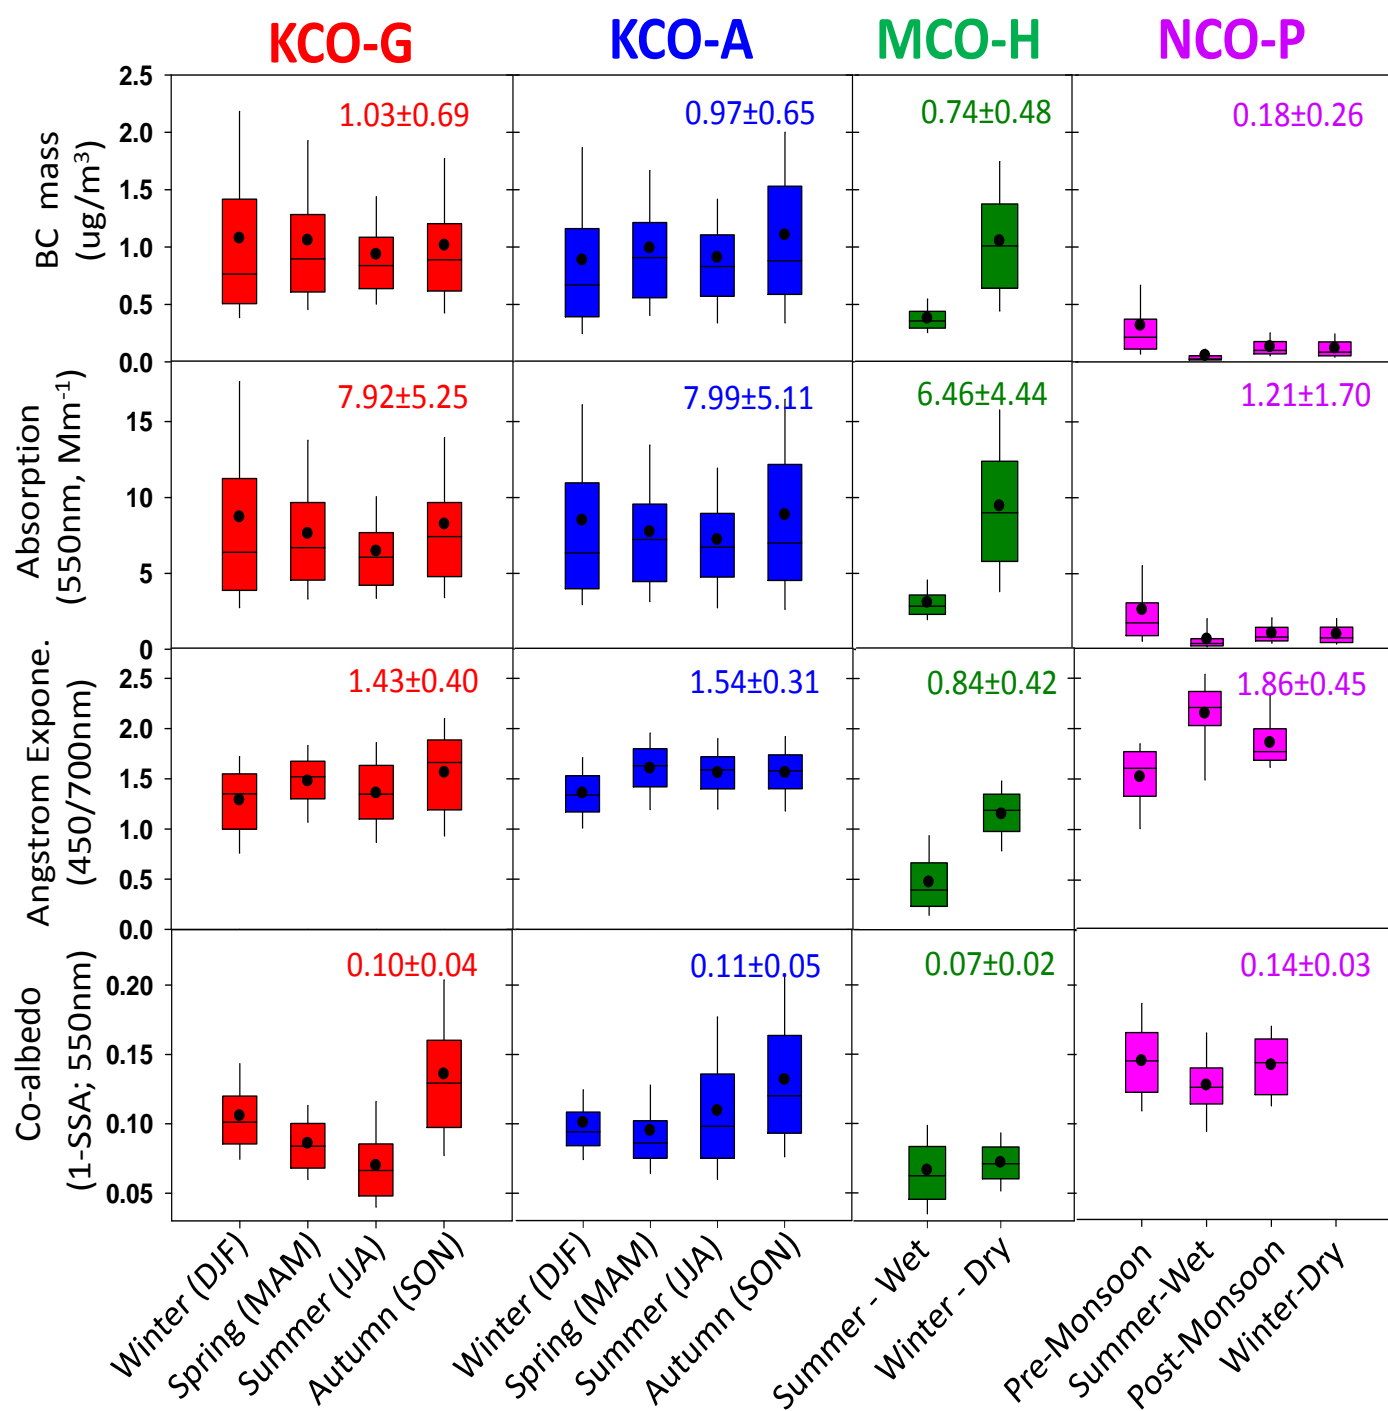 KCO-G KCO-A MCO-H NCO-P
BC mass
(ug/m³)
2.5
2.0
1.5
1.0
0.5
0.0
1.03±0.69 0.97±0.65 0.74±0.48 0.18±0.26
Absorption
(550nm, Mm⁻¹)
15
10
5
0
7.92±5.25 7.99±5.11 6.46±4.44 1.21±1.70
Angstrom Expone.
(450/700nm)
2.5
2.0
1.5
1.0
0.5
0.0
1.43±0.40 1.54±0.31 0.84±0.42 1.86±0.45
Co-albedo
(1-SSA; 550nm)
0.20
0.15
0.10
0.05
0.10±0.04 0.11±0.05 0.07±0.02 0.14±0.03
Winter (DJF)
Spring (MAM)
Summer (JJA)
Autumn (SON)
Winter (DJF)
Spring (MAM)
Summer (JJA)
Autumn (SON)
Summer - Wet
Winter - Dry
Pre-Monsoon
Summer-Wet
Post-Monsoon
Winter-Dry